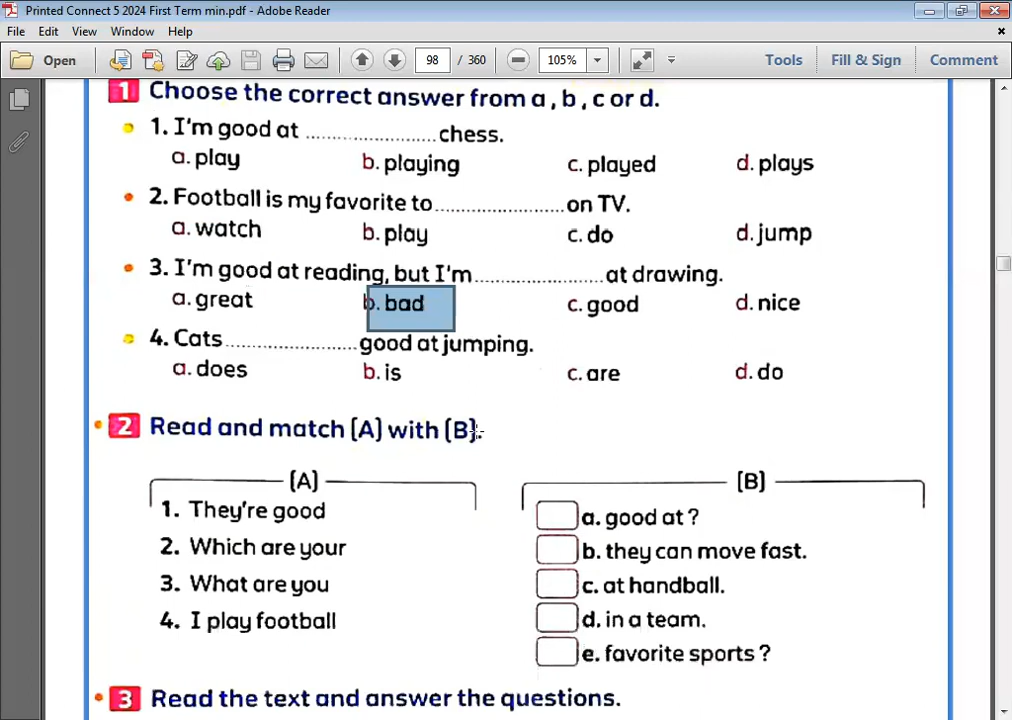 Printed Connect 5 2024 First Term min.pdf - Adobe Reader
File Edit View Window Help
Open 98 / 360 105% Tools Fill & Sign Comment
1 Choose the correct answer from a , b , c or d.
1. I'm good at ........................ chess.
a. play b. playing c. played d. plays
2. Football is my favorite to ........................ on TV.
a. watch b. play c. do d. jump
3. I'm good at reading, but I'm ........................ at drawing.
a. great b. bad c. good d. nice
4. Cats ........................ good at jumping.
a. does b. is c. are d. do
2 Read and match (A) with (B).
(A) (B)
1. They're good a. good at ?
2. Which are your b. they can move fast.
3. What are you c. at handball.
4. I play football d. in a team.
e. favorite sports ?
3 Read the text and answer the questions.